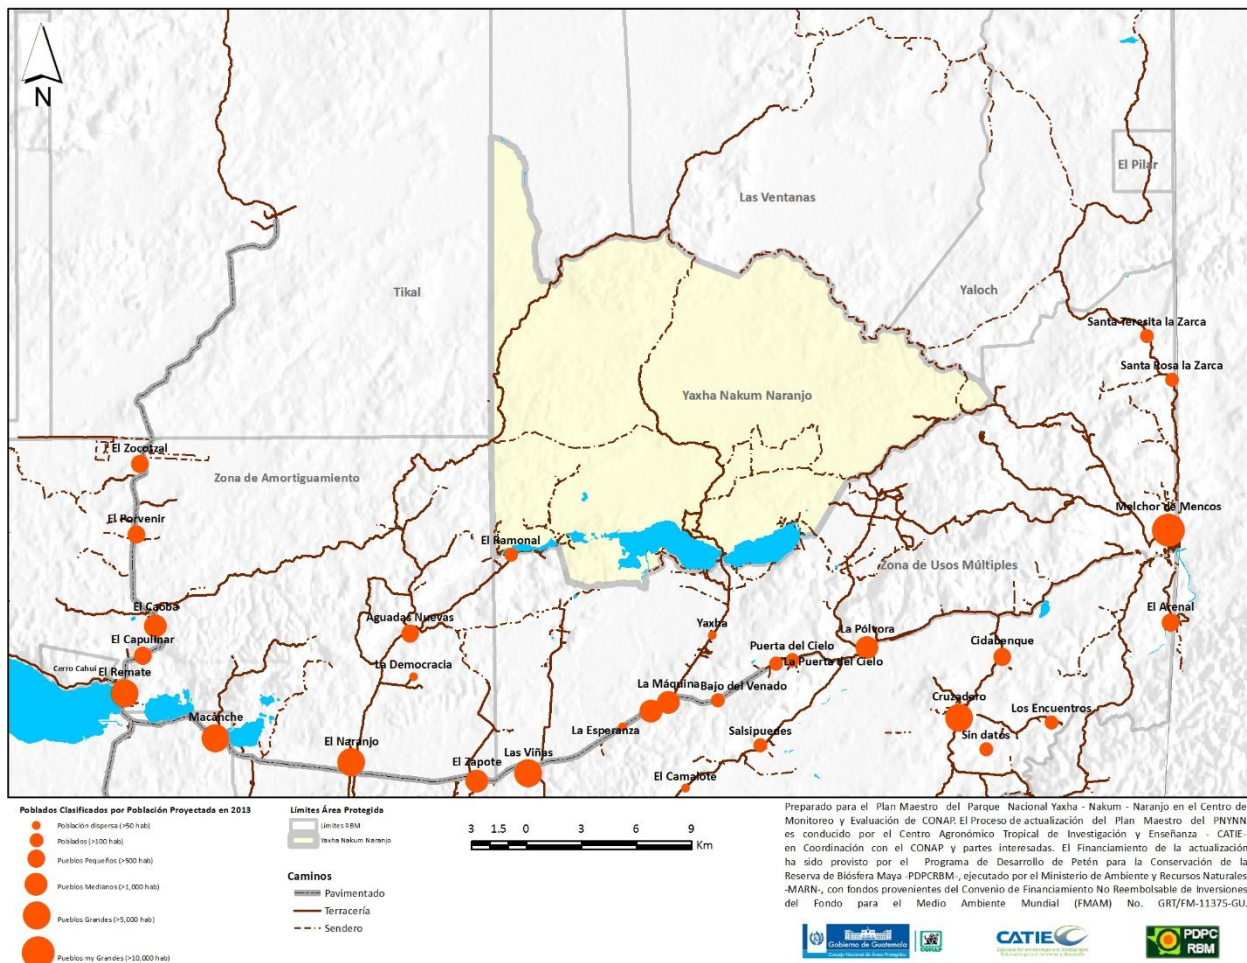 N
El Pilar
Las Ventanas
Tikal
Yaloch
Santa Teresita la Zarca
Santa Rosa la Zarca
Yaxha Nakum Naranjo
El Zocotzal
Zona de Amortiguamiento
El Porvenir
Melchor de Mencos
El Ramonal
Zona de Usos Múltiples
El Caoba
Aguadas Nuevas
Yaxha
La Pólvora
El Arenal
El Capulinar
Puerta del Cielo
CidaLenque
Cerro Cahui
La Democracia
La Puerta del Cielo
El Remate
La Máquina
Bajo del Venado
Cruzadero
Los Encuentros
Macanche
La Esperanza
Salsipuedes
Sin datos
El Naranjo
Las Viñas
El Zapote
El Camalote
Poblados Clasificados por Población Proyectada en 2013
Población dispersa (>50 hab)
Poblados (>100 hab)
Pueblos Pequeños (>500 hab)
Pueblos Medianos (>1,000 hab)
Pueblos Grandes (>5,000 hab)
Pueblos my Grandes (>10,000 hab)
Límites Área Protegida
Límites RBM
Yaxha Nakum Naranjo
Caminos
Pavimentado
Terracería
Sendero
3 1.5 0 3 6 9
Km
Preparado para el Plan Maestro del Parque Nacional Yaxha - Nakum - Naranjo en el Centro de
Monitoreo y Evaluación de CONAP. El Proceso de actualización del Plan Maestro del PNYNN
es conducido por el Centro Agronómico Tropical de Investigación y Enseñanza - CATIE-
en Coordinación con el CONAP y partes interesadas. El Financiamiento de la actualización
ha sido provisto por el Programa de Desarrollo de Petén para la Conservación de la
Reserva de Biósfera Maya -PDPCRBM-, ejecutado por el Ministerio de Ambiente y Recursos Naturales
-MARN-, con fondos provenientes del Convenio de Financiamiento No Reembolsable de Inversiones
del Fondo para el Medio Ambiente Mundial (FMAM) No. GRT/FM-11375-GU.
Gobierno de Guatemala
Consejo Nacional de Áreas Protegidas
CONAP
CATIE
PDPC
RBM